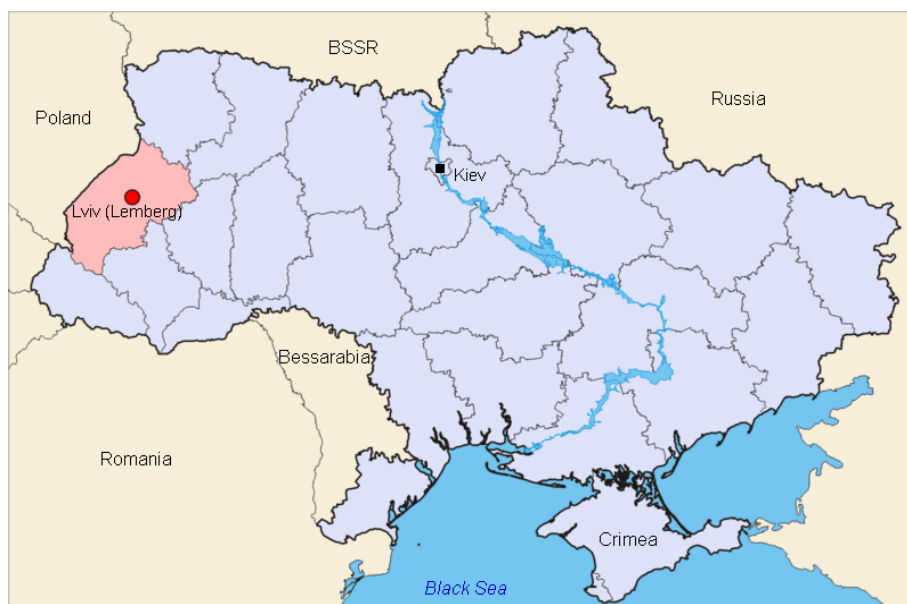 BSSR
Russia
Poland
Kiev
Lviv (Lemberg)
Bessarabia
Romania
Crimea
Black Sea